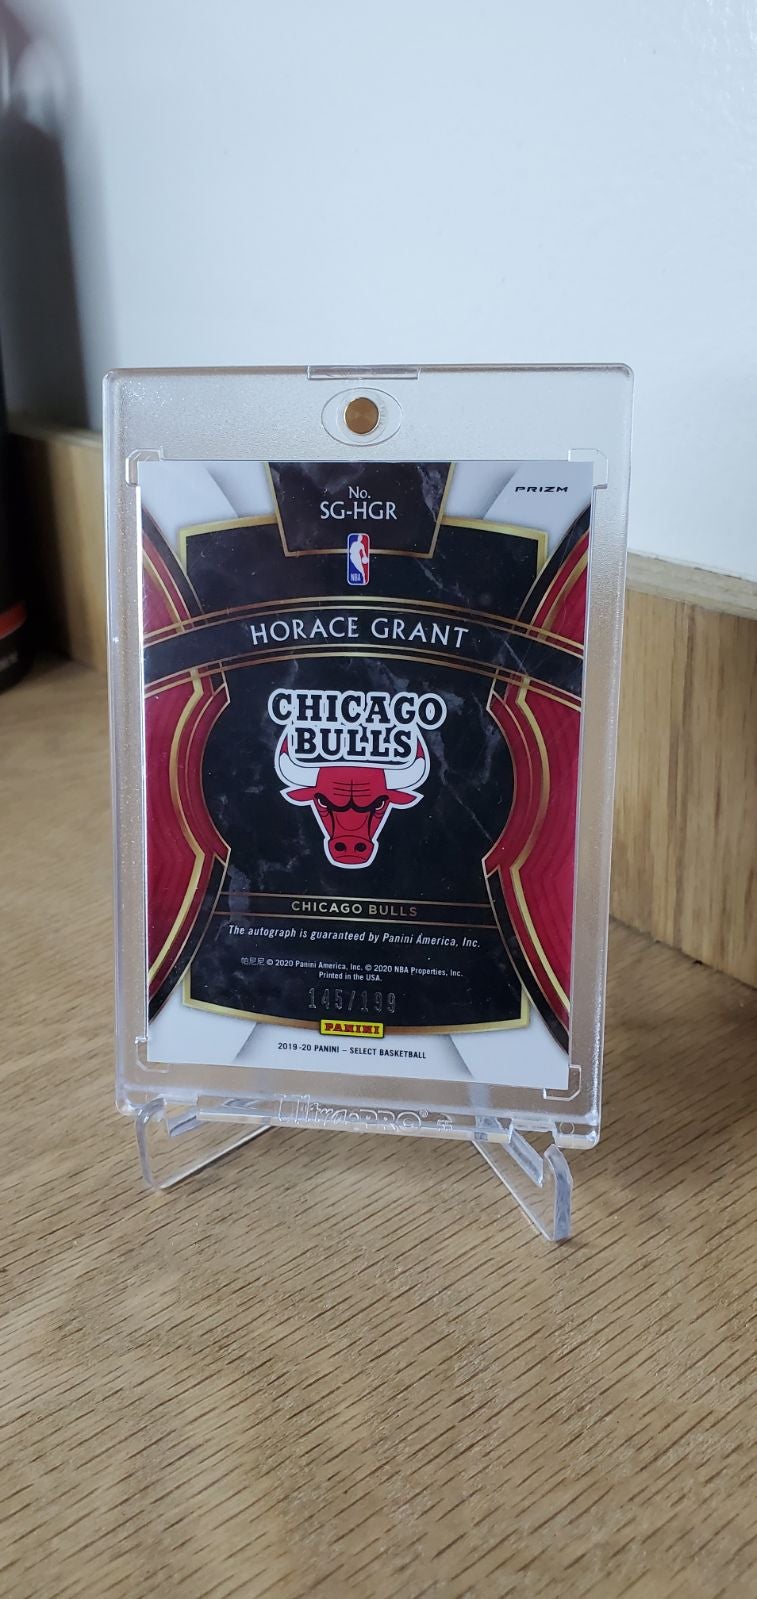 No.
SG-HGR
PRIZM
NBA
HORACE GRANT
CHICAGO
BULLS
CHICAGO BULLS
The autograph is guaranteed by Panini America, Inc.
帕尼尼 © 2020 Panini America, Inc. © 2020 NBA Properties, Inc.
Printed in the USA.
145/199
PANINI
2019-20 PANINI – SELECT BASKETBALL
Ultra•PRO®